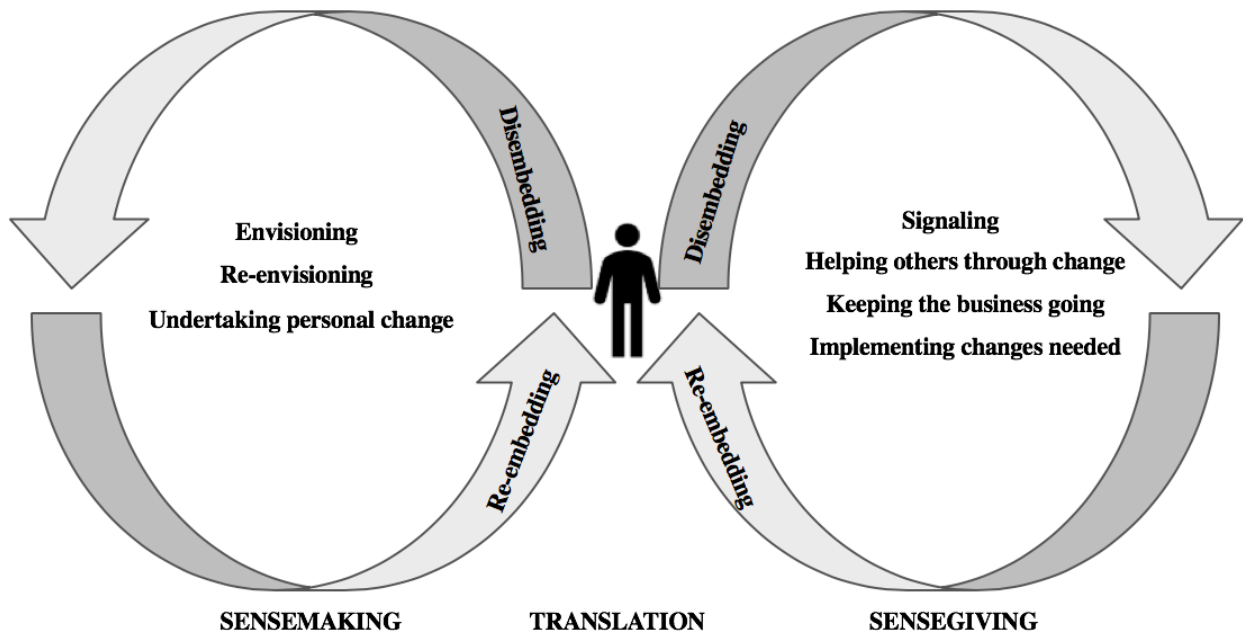 Disembedding
Disembedding
Envisioning
Re-envisioning
Undertaking personal change
Signaling
Helping others through change
Keeping the business going
Implementing changes needed
Re-embedding
Re-embedding
SENSEMAKING
TRANSLATION
SENSEGIVING